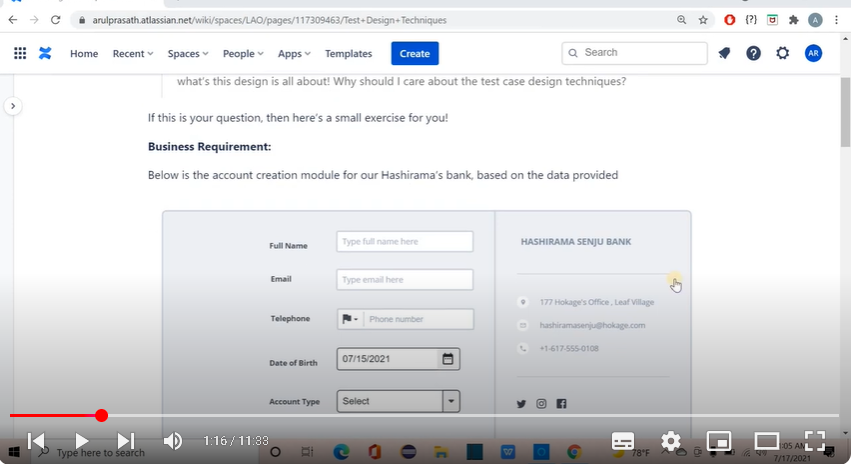 arulprasath.atlassian.net/wiki/spaces/LAO/pages/117309463/Test+Design+Techniques
Home Recent Spaces People Apps Templates Create Search AR
what's this design is all about! Why should I care about the test case design techniques?
If this is your question, then here's a small exercise for you!
Business Requirement:
Below is the account creation module for our Hashirama's bank, based on the data provided
Full Name Type full name here
Email Type email here
Telephone Phone number
Date of Birth 07/15/2021
Account Type Select
HASHIRAMA SENJU BANK
177 Hokage's Office , Leaf Village
hashiramasenju@hokage.com
+1-617-555-0108
1:16 / 11:33
Type here to search
78°F
:05 AM
7/17/2021